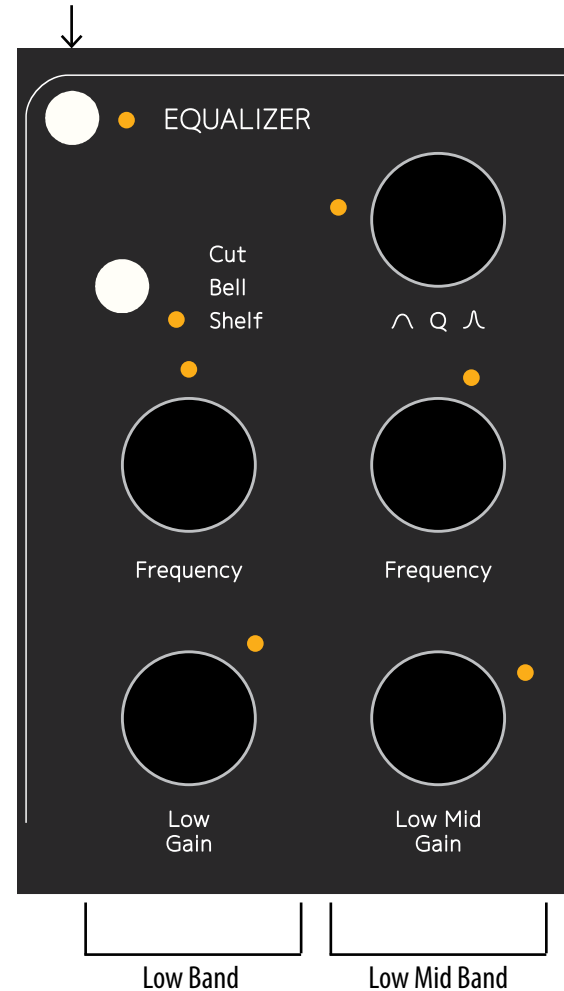 EQUALIZER
Cut
Bell
Shelf
Q
Frequency
Frequency
Low
Gain
Low Mid
Gain
Low Band
Low Mid Band